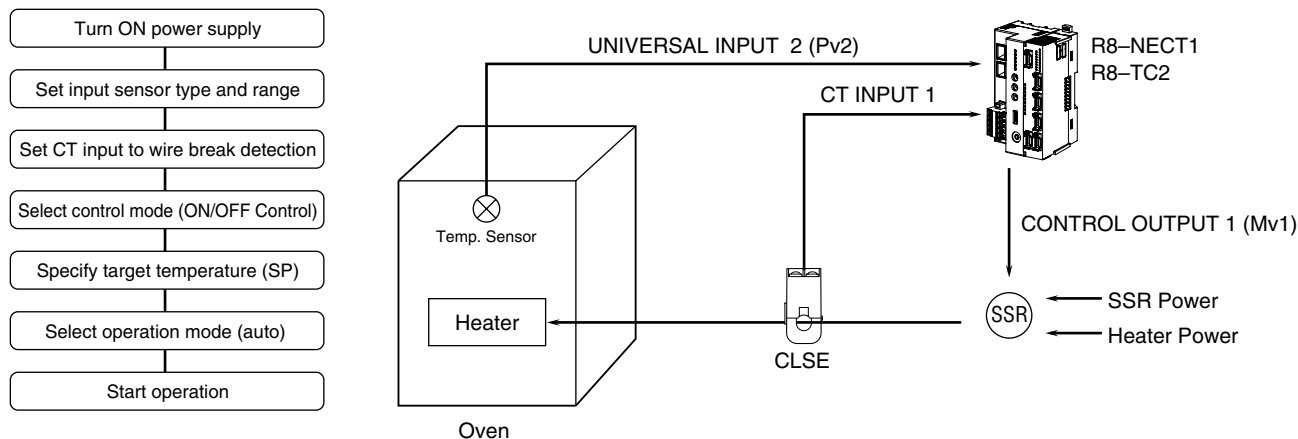 Turn ON power supply
Set input sensor type and range
Set CT input to wire break detection
Select control mode (ON/OFF Control)
Specify target temperature (SP)
Select operation mode (auto)
Start operation
UNIVERSAL INPUT 2 (Pv2)
CT INPUT 1
R8–NECT1
R8–TC2
Temp. Sensor
CONTROL OUTPUT 1 (Mv1)
Heater
CLSE
SSR
SSR Power
Heater Power
Oven